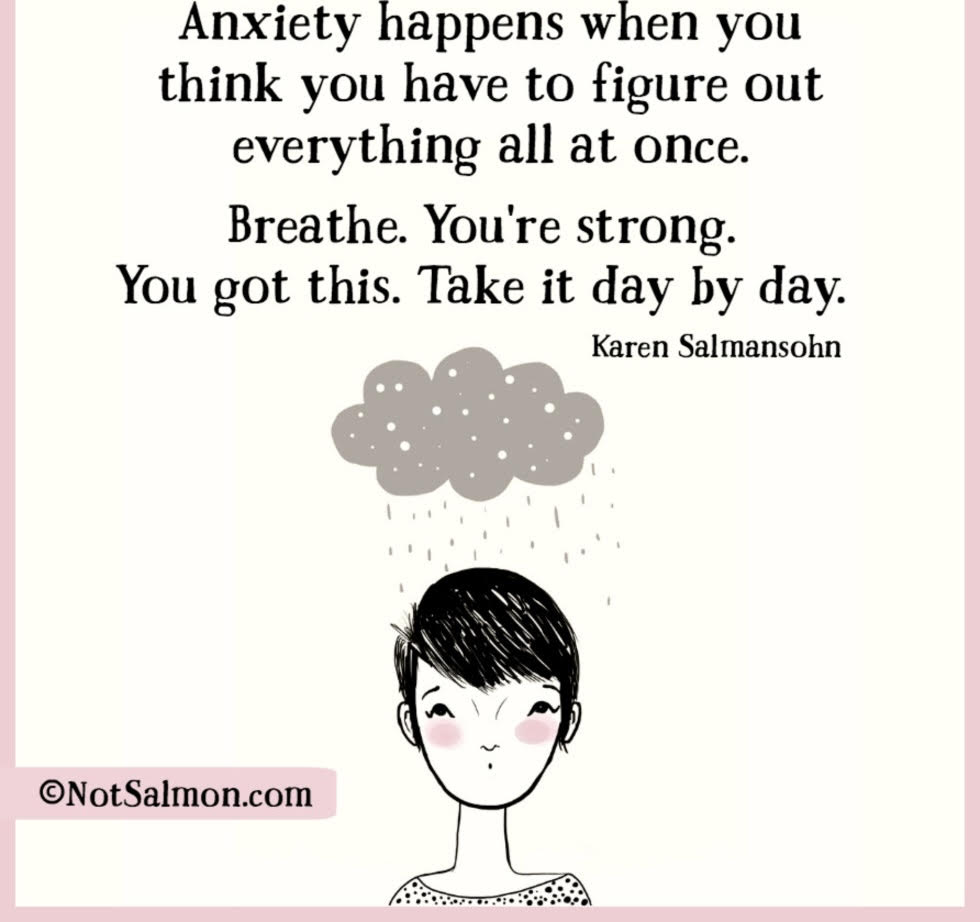 Anxiety happens when you
think you have to figure out
everything all at once.
Breathe. You're strong.
You got this. Take it day by day.
Karen Salmansohn
©NotSalmon.com